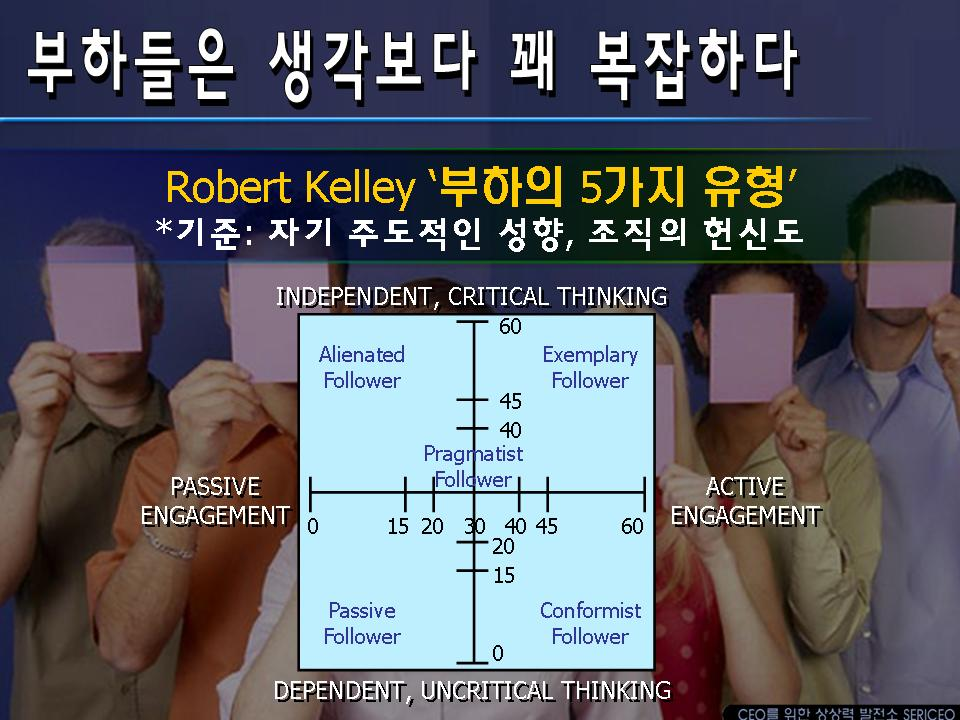 부하들은 생각보다 꽤 복잡하다
Robert Kelley ‘부하의 5가지 유형’
*기준: 자기 주도적인 성향, 조직의 헌신도
INDEPENDENT, CRITICAL THINKING
60
Alienated
Follower
Exemplary
Follower
45
40
Pragmatist
Follower
PASSIVE
ENGAGEMENT
ACTIVE
ENGAGEMENT
0 15 20 30 40 45 60
20
15
Passive
Follower
Conformist
Follower
0
DEPENDENT, UNCRITICAL THINKING
CEO를 위한 상상력 발전소 SERICEO